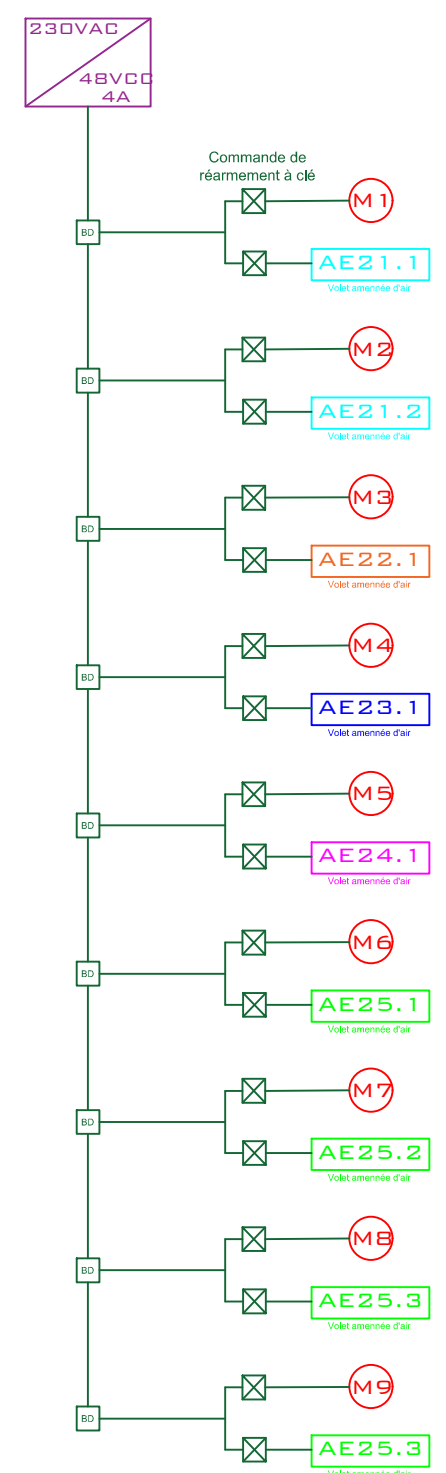 230VAC
48VCC
4A
Commande de
réarmement à clé
M1
BD
AE21.1
Volet amennée d'air
M2
BD
AE21.2
Volet amennée d'air
M3
BD
AE22.1
Volet amennée d'air
M4
BD
AE23.1
Volet amennée d'air
M5
BD
AE24.1
Volet amennée d'air
M6
BD
AE25.1
Volet amennée d'air
M7
BD
AE25.2
Volet amennée d'air
M8
BD
AE25.3
Volet amennée d'air
M9
BD
AE25.3
Volet amennée d'air